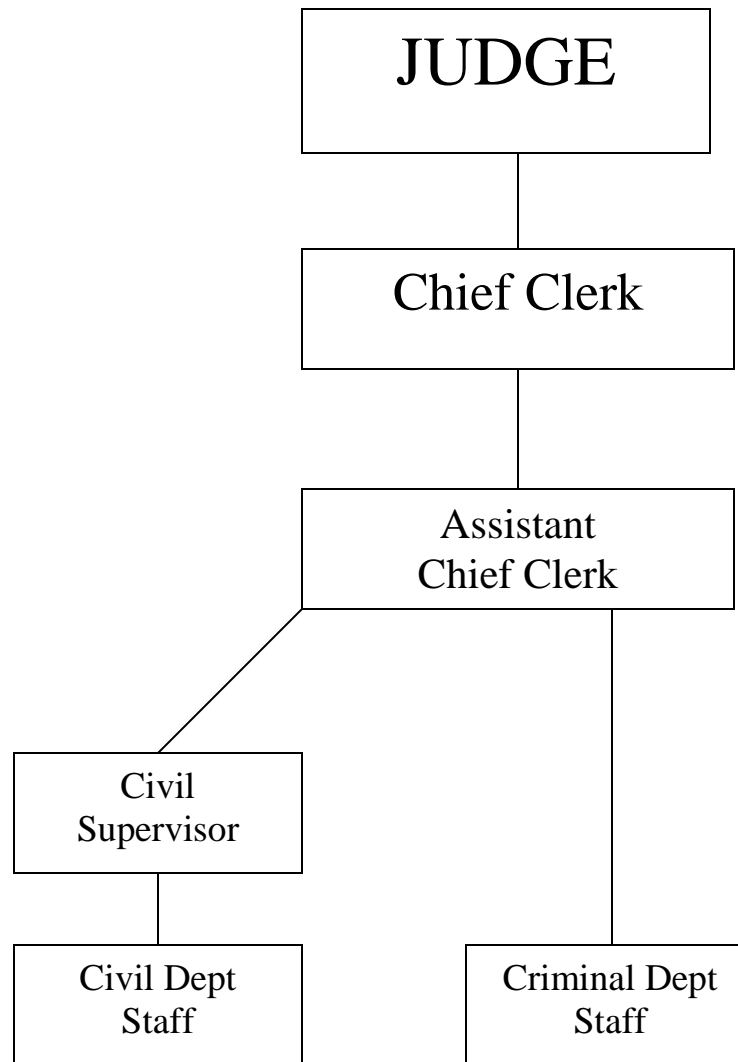 JUDGE
Chief Clerk
Assistant
Chief Clerk
Civil
Supervisor
Civil Dept
Staff
Criminal Dept
Staff